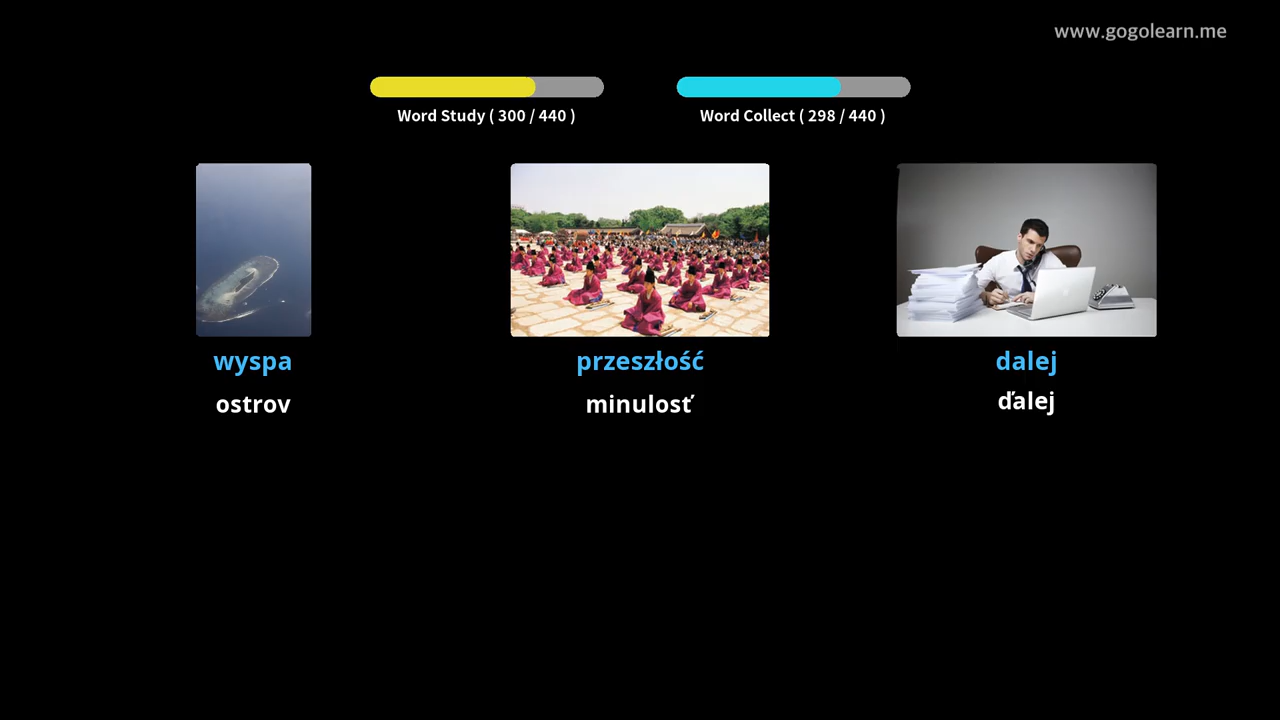 www.gogolearn.me
Word Study ( 300 / 440 )
Word Collect ( 298 / 440 )
wyspa
ostrov
przeszłość
minulosť
dalej
ďalej